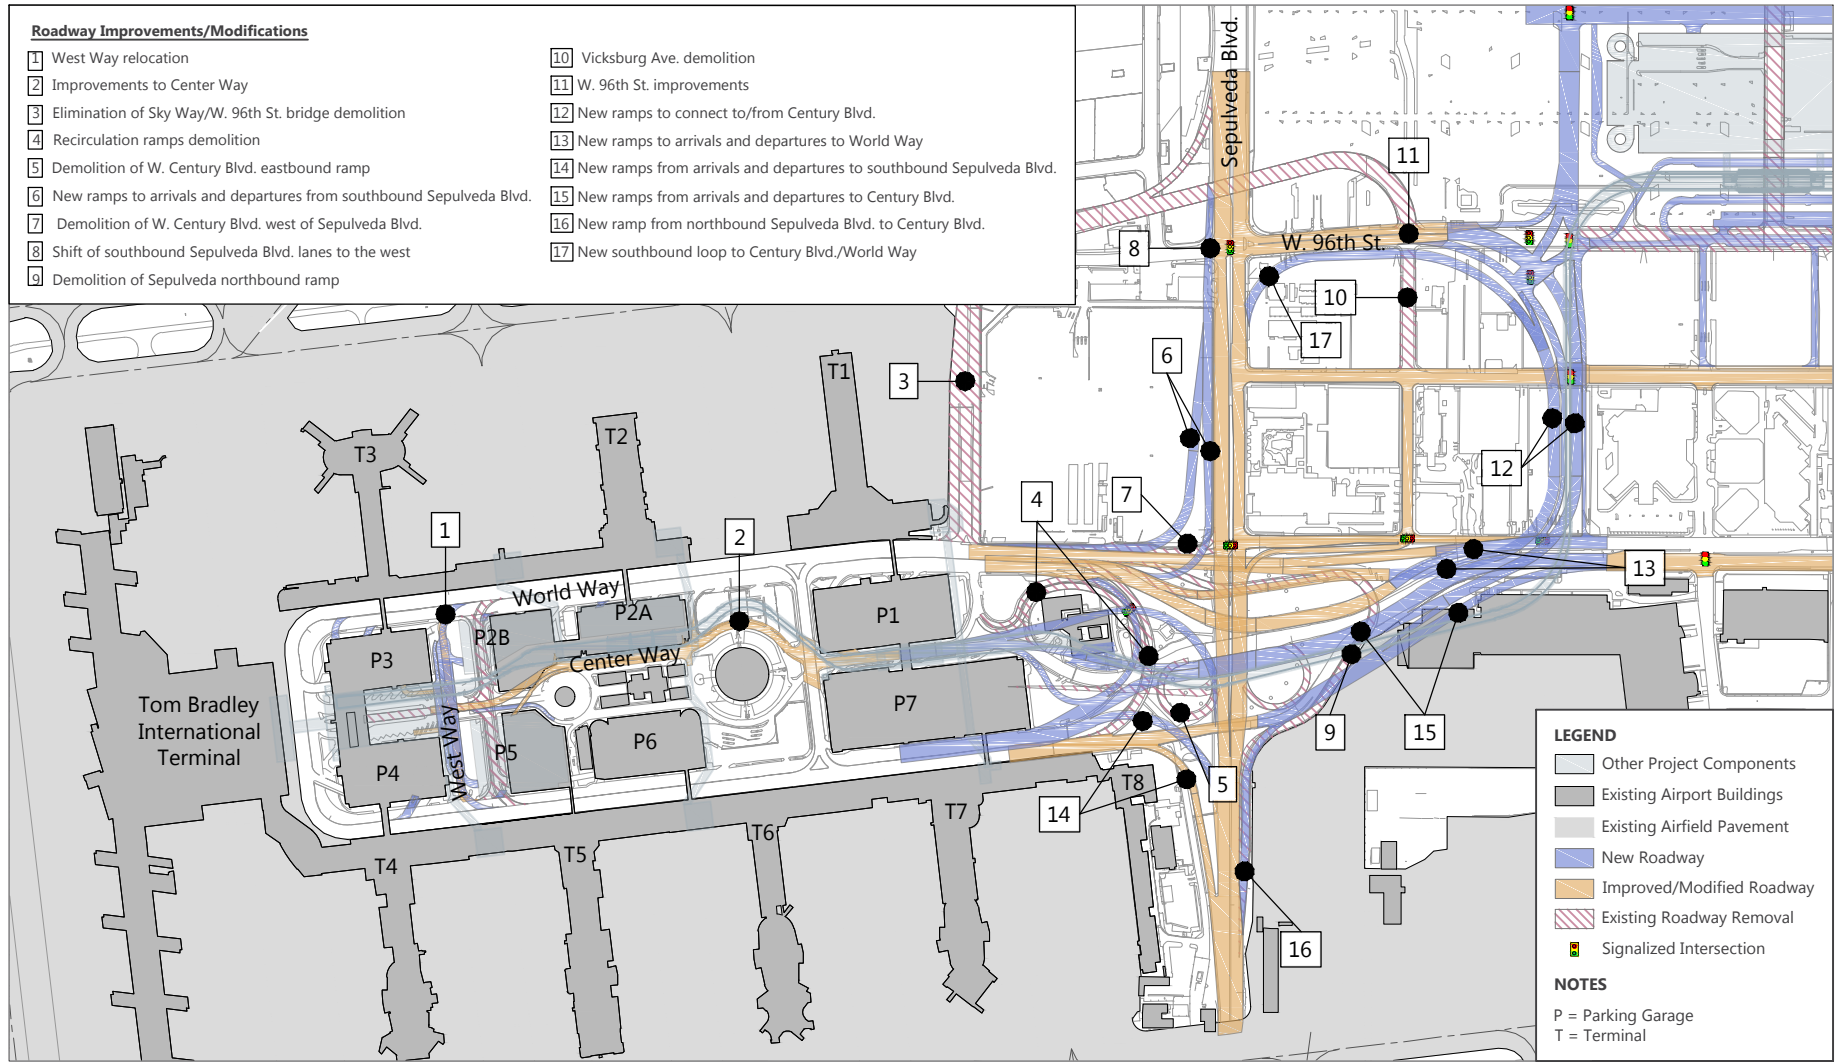 Roadway Improvements/Modifications
1 West Way relocation
2 Improvements to Center Way
3 Elimination of Sky Way/W. 96th St. bridge demolition
4 Recirculation ramps demolition
5 Demolition of W. Century Blvd. eastbound ramp
6 New ramps to arrivals and departures from southbound Sepulveda Blvd.
7 Demolition of W. Century Blvd. west of Sepulveda Blvd.
8 Shift of southbound Sepulveda Blvd. lanes to the west
9 Demolition of Sepulveda northbound ramp
10 Vicksburg Ave. demolition
11 W. 96th St. improvements
12 New ramps to connect to/from Century Blvd.
13 New ramps to arrivals and departures to World Way
14 New ramps from arrivals and departures to southbound Sepulveda Blvd.
15 New ramps from arrivals and departures to Century Blvd.
16 New ramp from northbound Sepulveda Blvd. to Century Blvd.
17 New southbound loop to Century Blvd./World Way
Sepulveda Blvd.
11
8
W. 96th St.
10
17
6
3
T1
T2
T3
12
7
4
1
2
13
World Way
P2A
P2B
P1
P3
Center Way
Tom Bradley
International
Terminal
P7
West Way
P5
P6
P4
9
15
5
14
T8
T7
T6
T5
T4
16
LEGEND
Other Project Components
Existing Airport Buildings
Existing Airfield Pavement
New Roadway
Improved/Modified Roadway
Existing Roadway Removal
Signalized Intersection
NOTES
P = Parking Garage
T = Terminal